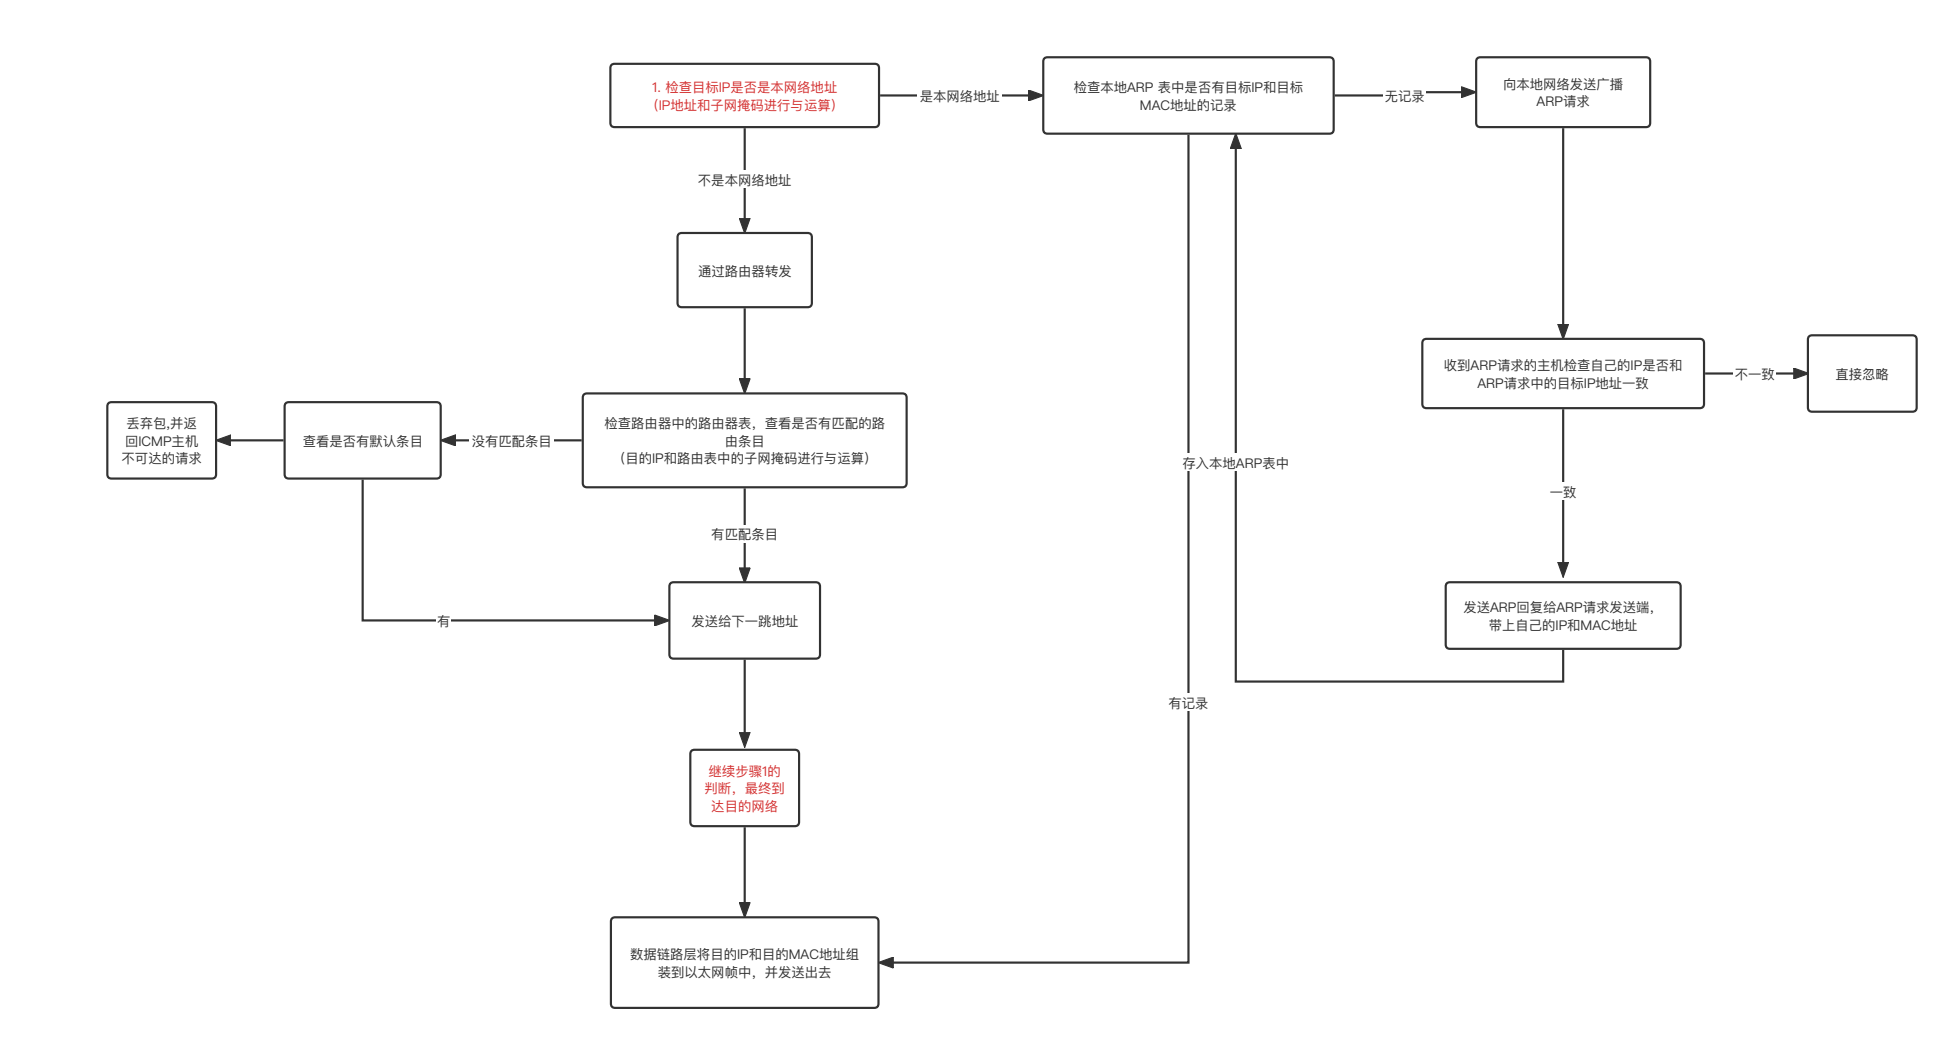 1. 检查目标IP是否是本网络地址
（IP地址和子网掩码进行与运算）
是本网络地址
检查本地ARP 表中是否有目标IP和目标
MAC地址的记录
无记录
向本地网络发送广播
ARP请求
不是本网络地址
通过路由器转发
收到ARP请求的主机检查自己的IP是否和
ARP请求中的目标IP地址一致
不一致
直接忽略
丢弃包,并返
回ICMP主机
不可达的请求
查看是否有默认条目
没有匹配条目
检查路由器中的路由器表，查看是否有匹配的路
由条目
（目的IP和路由表中的子网掩码进行与运算）
存入本地ARP表中
一致
有匹配条目
发送给下一跳地址
有
发送ARP回复给ARP请求发送端，
带上自己的IP和MAC地址
有记录
继续步骤1的
判断，最终到
达目的网络
数据链路层将目的IP和目的MAC地址组
装到以太网帧中，并发送出去